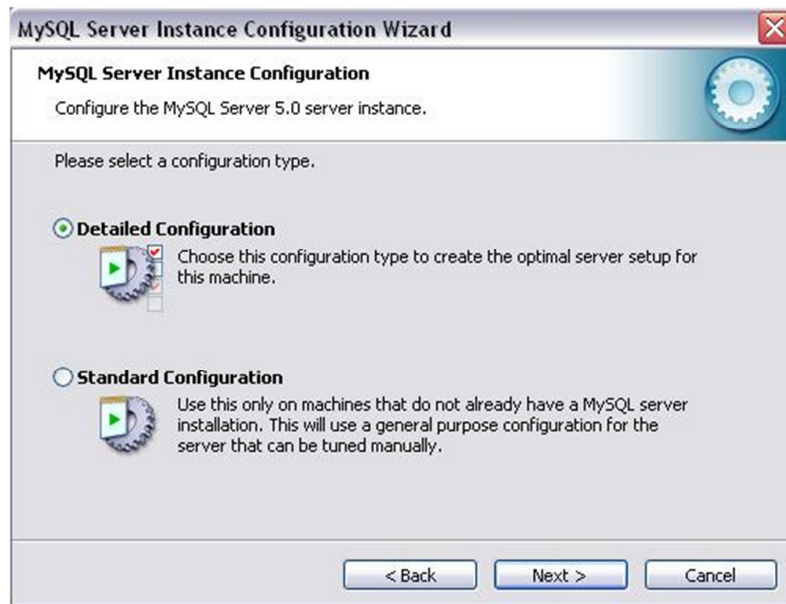 MySQL Server Instance Configuration Wizard
MySQL Server Instance Configuration
Configure the MySQL Server 5.0 server instance.
Please select a configuration type.
Detailed Configuration
Choose this configuration type to create the optimal server setup for
this machine.
Standard Configuration
Use this only on machines that do not already have a MySQL server
installation. This will use a general purpose configuration for the
server that can be tuned manually.
< Back Next > Cancel